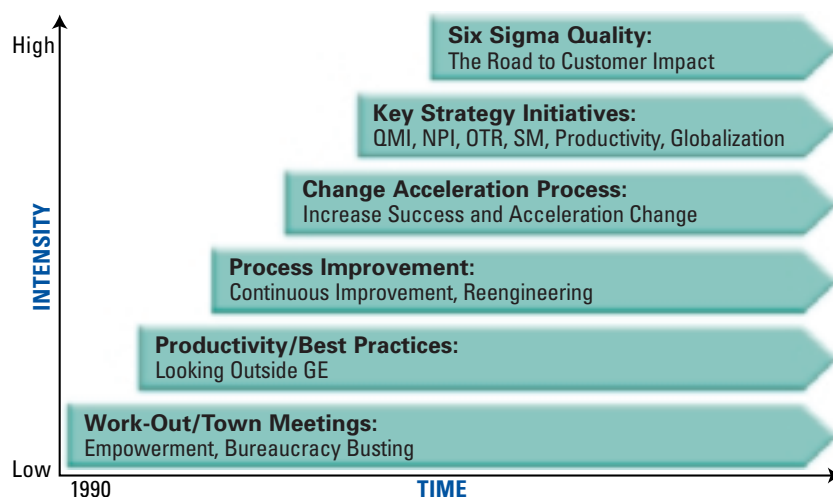 High
Six Sigma Quality:
The Road to Customer Impact
Key Strategy Initiatives:
QMI, NPI, OTR, SM, Productivity, Globalization
Change Acceleration Process:
Increase Success and Acceleration Change
INTENSITY
Process Improvement:
Continuous Improvement, Reengineering
Productivity/Best Practices:
Looking Outside GE
Work-Out/Town Meetings:
Empowerment, Bureaucracy Busting
Low
1990
TIME